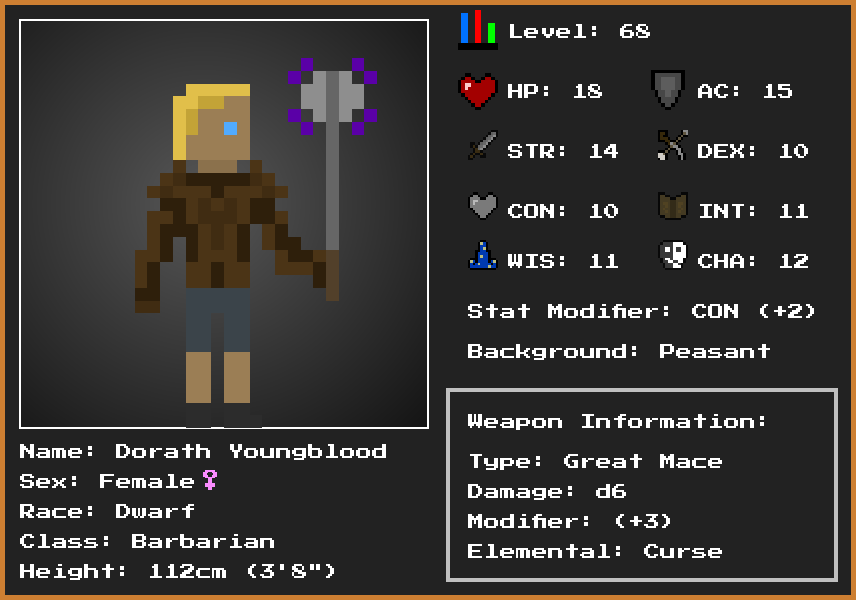 Level: 68
HP: 18 AC: 15
STR: 14 DEX: 10
CON: 10 INT: 11
WIS: 11 CHA: 12
Stat Modifier: CON (+2)
Background: Peasant
Weapon Information:
Type: Great Mace
Damage: d6
Modifier: (+3)
Elemental: Curse
Name: Dorath Youngblood
Sex: Female♀
Race: Dwarf
Class: Barbarian
Height: 112cm (3'8")